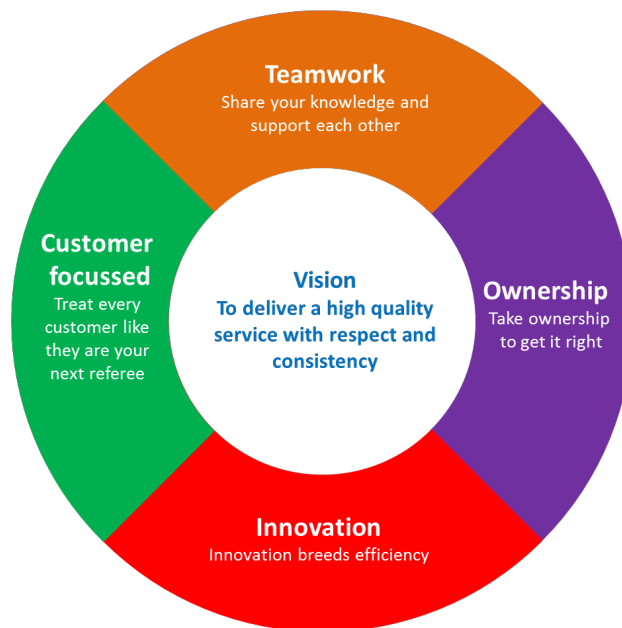 Teamwork
Share your knowledge and
support each other
Customer
focussed
Treat every
customer like
they are your
next referee
Vision
To deliver a high quality
service with respect and
consistency
Ownership
Take ownership
to get it right
Innovation
Innovation breeds efficiency